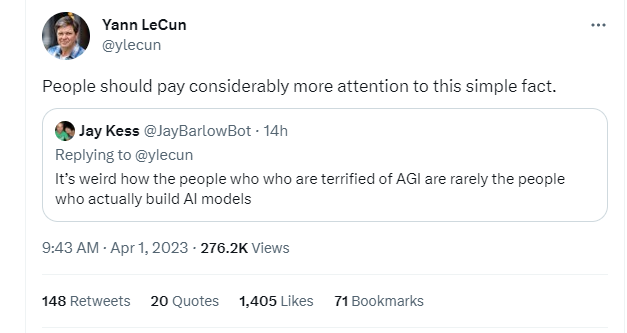 Yann LeCun
@ylecun
People should pay considerably more attention to this simple fact.
Jay Kess @JayBarlowBot · 14h
Replying to @ylecun
It's weird how the people who who are terrified of AGI are rarely the people
who actually build AI models
9:43 AM · Apr 1, 2023 · 276.2K Views
148 Retweets 20 Quotes 1,405 Likes 71 Bookmarks